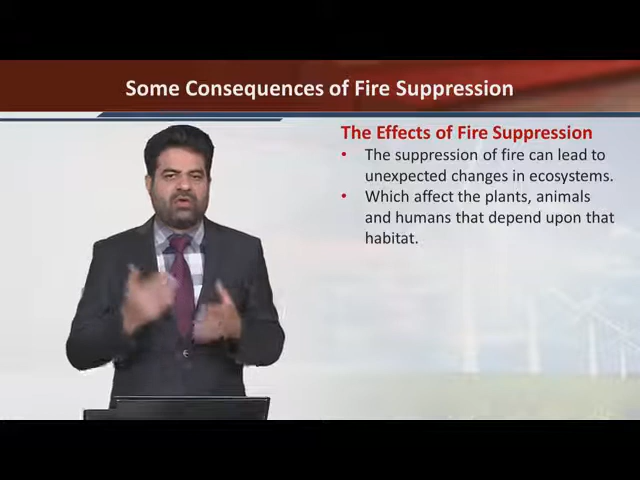 Some Consequences of Fire Suppression
The Effects of Fire Suppression
• The suppression of fire can lead to
unexpected changes in ecosystems.
• Which affect the plants, animals
and humans that depend upon that
habitat.